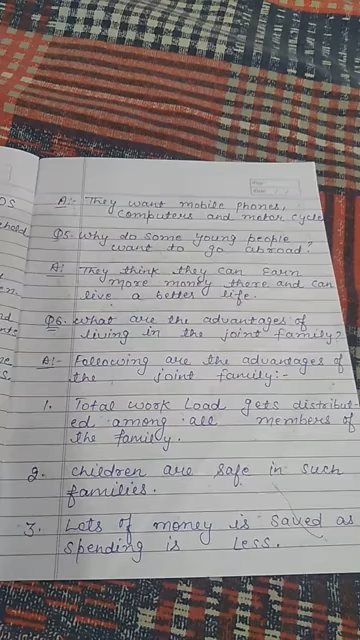 A:- They want mobile phones,
computers and motor cycle
Q5. Why do some young people
want to go abroad?
A: They think they can earn
more money there and can
live a better life.
Q6. What are the advantages of
living in the joint family?
A:- Following are the advantages of
the joint family:-
1. Total work Load gets distribut-
ed among all members of
the family.
2. children are safe in such
families.
3. Lots of money is saved as
spending is Less.